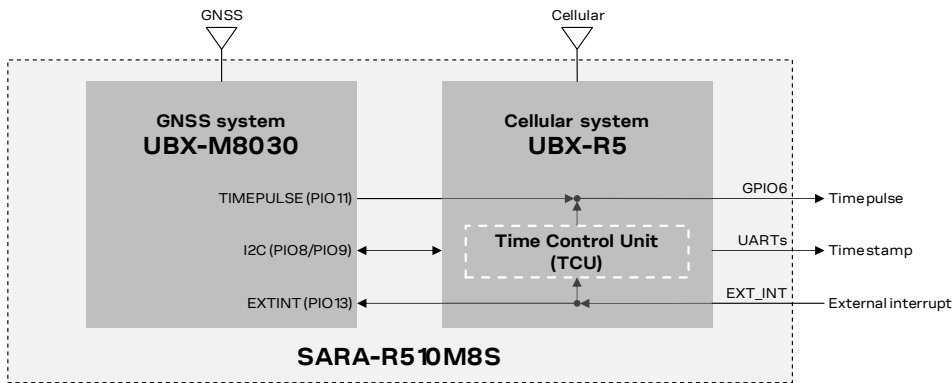 GNSS
Cellular
GNSS system
UBX-M8030
Cellular system
UBX-R5
TIMEPULSE (PIO11)
GPIO6
Timepulse
I2C (PIO8/PIO9)
Time Control Unit
(TCU)
UARTs
Timestamp
EXTINT (PIO13)
EXT_INT
External interrupt
SARA-R510M8S